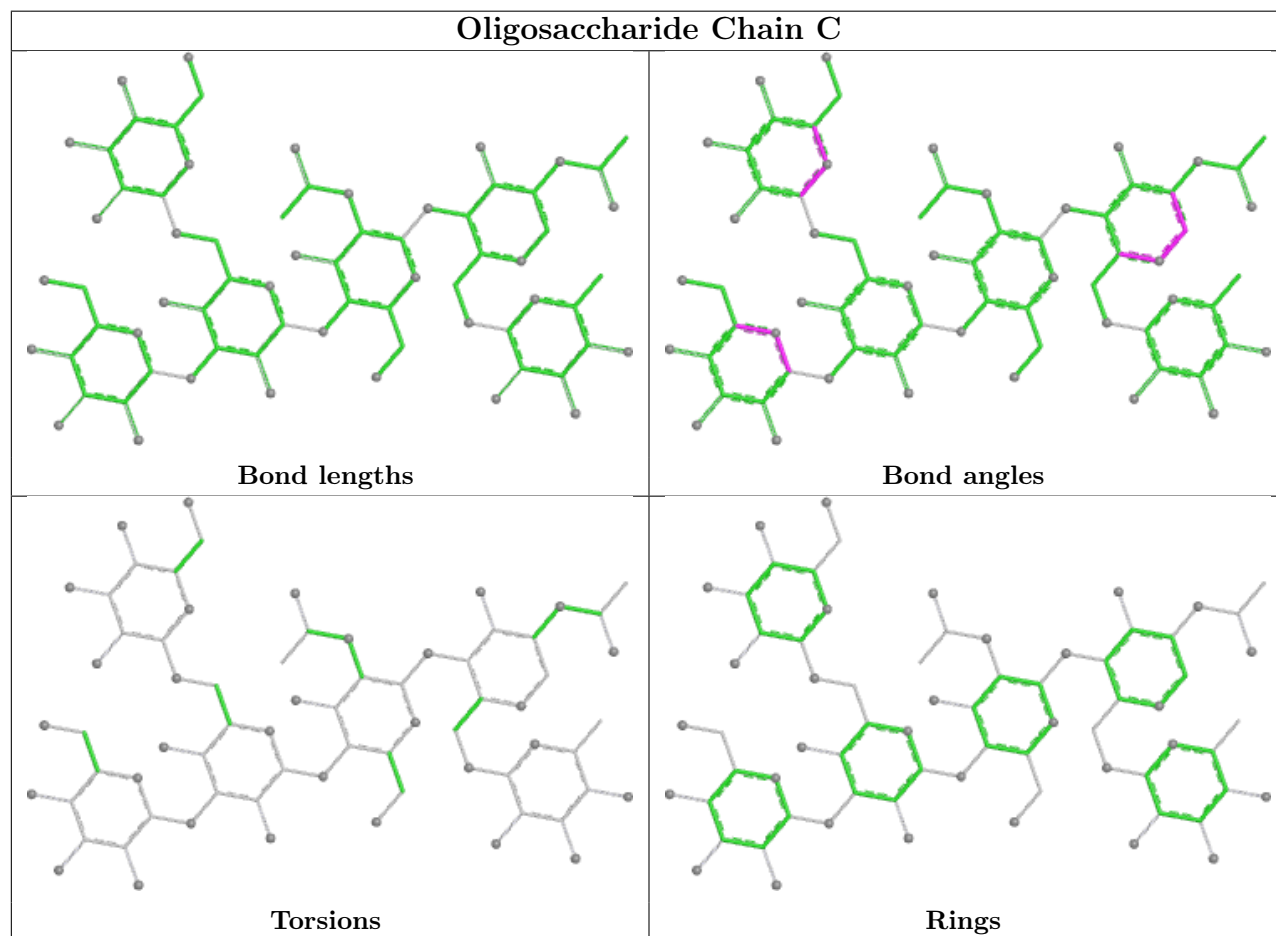 Oligosaccharide Chain C
Bond lengths
Bond angles
Torsions
Rings